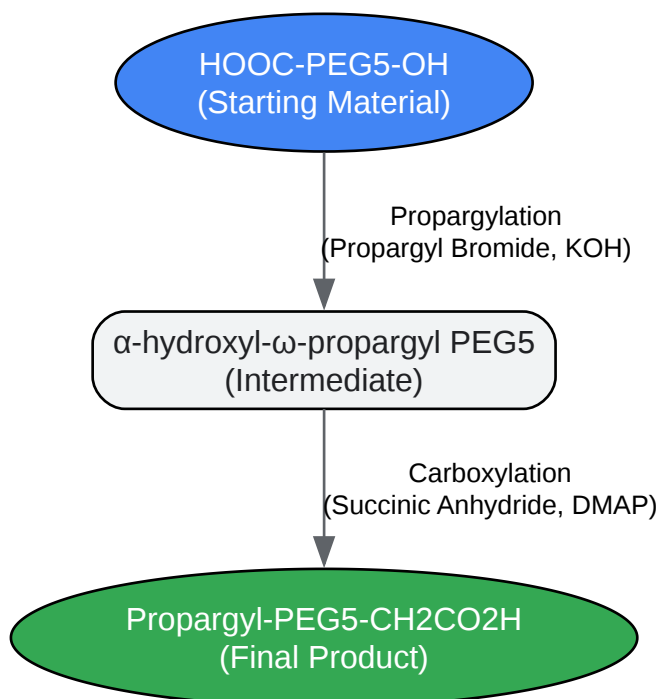 HOOC-PEG5-OH
(Starting Material)
Propargylation
(Propargyl Bromide, KOH)
α-hydroxyl-ω-propargyl PEG5
(Intermediate)
Carboxylation
(Succinic Anhydride, DMAP)
Propargyl-PEG5-CH2CO2H
(Final Product)